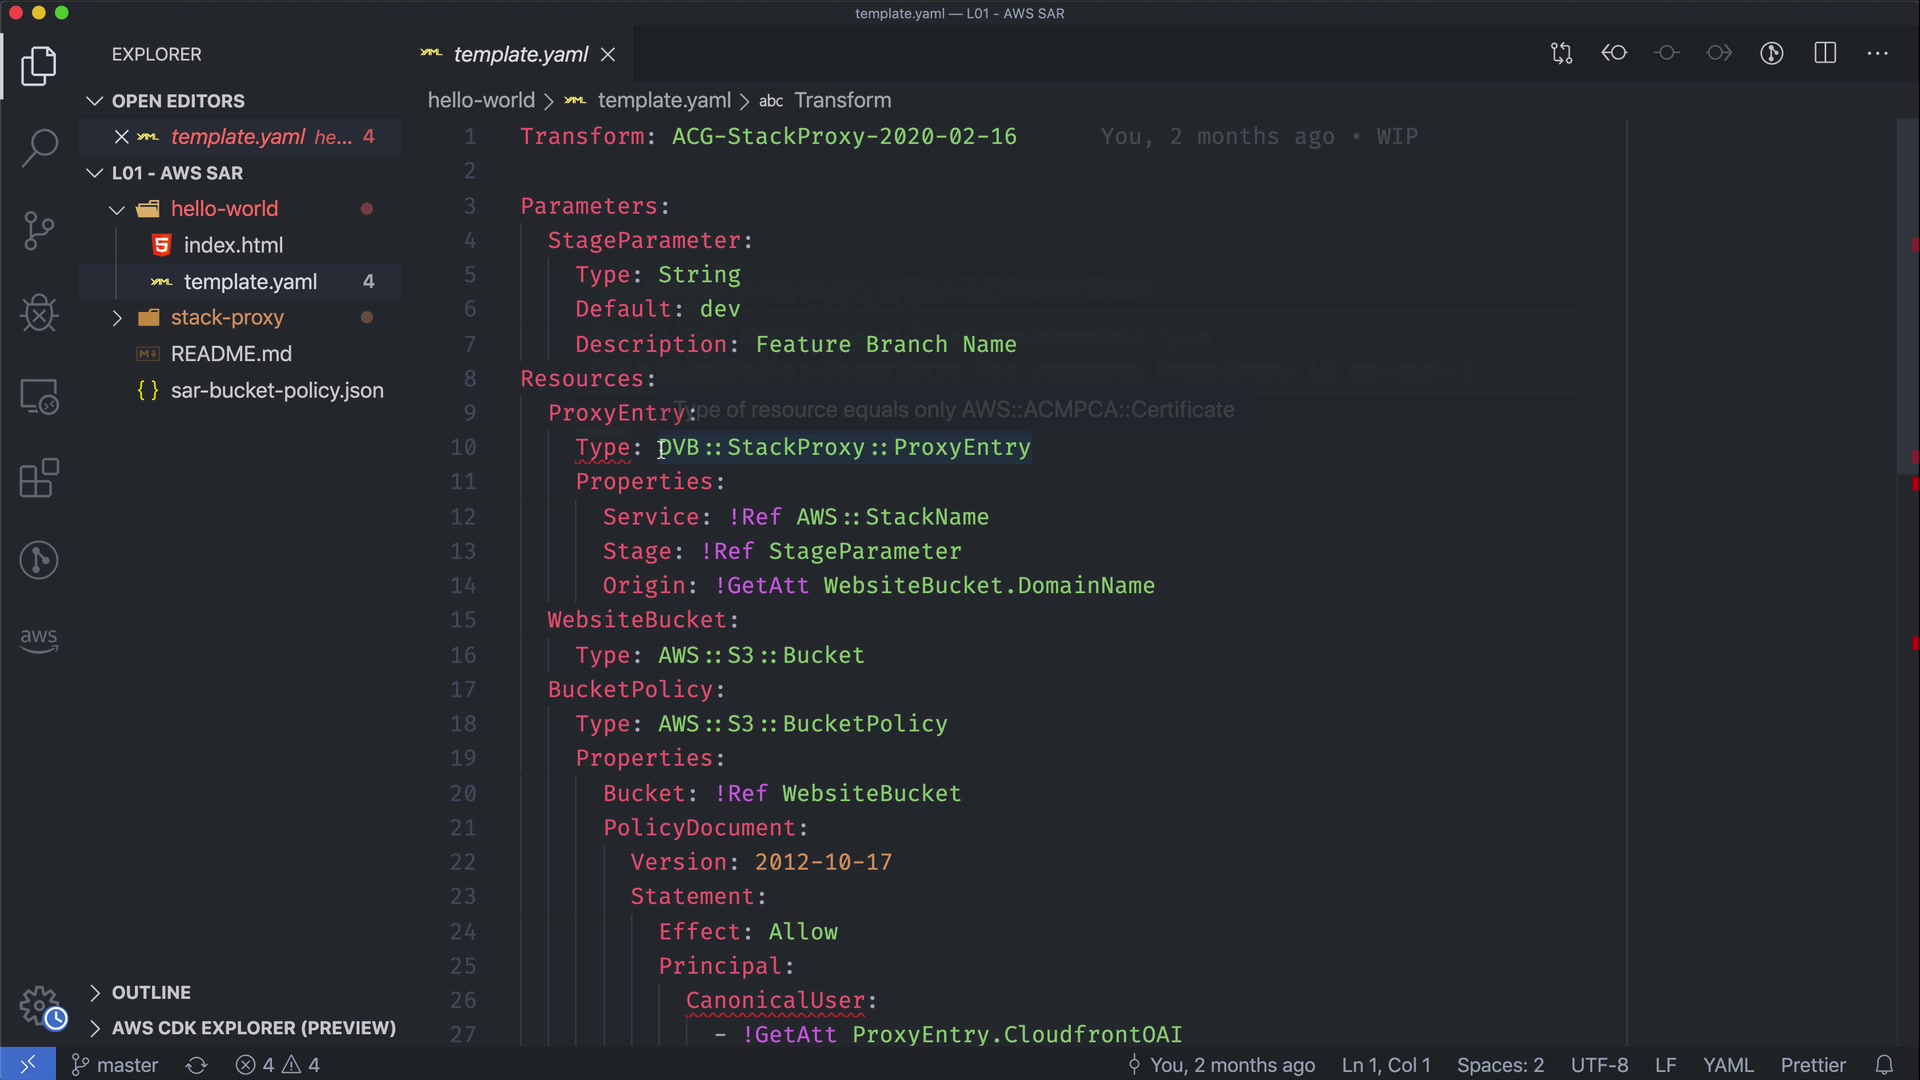 template.yaml — L01 - AWS SAR
EXPLORER
OPEN EDITORS
template.yaml he... 4
L01 - AWS SAR
hello-world
index.html
template.yaml 4
stack-proxy
README.md
sar-bucket-policy.json
OUTLINE
AWS CDK EXPLORER (PREVIEW)
aws
template.yaml
hello-world > template.yaml > abc Transform
1 Transform: ACG-StackProxy-2020-02-16 You, 2 months ago • WIP
2
3 Parameters:
4 StageParameter:
5 Type: String
6 Default: dev
7 Description: Feature Branch Name
8 Resources:
9 ProxyEntry:
Type of resource equals only AWS::ACMPCA::Certificate
10 Type: DVB::StackProxy::ProxyEntry
11 Properties:
12 Service: !Ref AWS::StackName
13 Stage: !Ref StageParameter
14 Origin: !GetAtt WebsiteBucket.DomainName
15 WebsiteBucket:
16 Type: AWS::S3::Bucket
17 BucketPolicy:
18 Type: AWS::S3::BucketPolicy
19 Properties:
20 Bucket: !Ref WebsiteBucket
21 PolicyDocument:
22 Version: 2012-10-17
23 Statement:
24 Effect: Allow
25 Principal:
26 CanonicalUser:
27 - !GetAtt ProxyEntry.CloudfrontOAI
master 4 4 You, 2 months ago Ln 1, Col 1 Spaces: 2 UTF-8 LF YAML Prettier